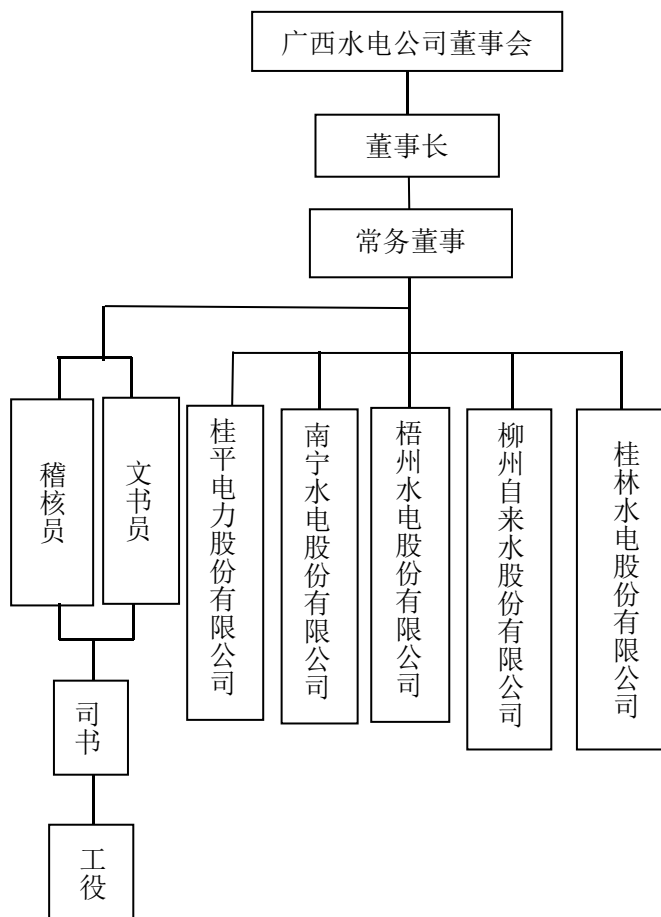 广西水电公司董事会
董事长
常务董事
稽核员
文书员
桂平电力股份有限公司
南宁水电股份有限公司
梧州水电股份有限公司
柳州自来水股份有限公司
桂林水电股份有限公司
司书
工役